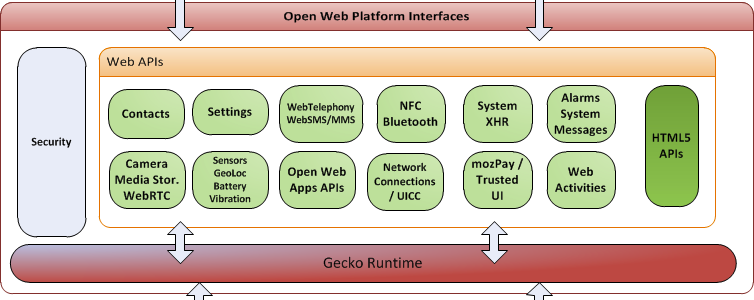 Open Web Platform Interfaces
Security
Web APIs
Contacts
Settings
WebTelephony
WebSMS/MMS
NFC
Bluetooth
System
XHR
Alarms
System
Messages
HTML5
APIs
Camera
Media Stor.
WebRTC
Sensors
GeoLoc
Battery
Vibration
Open Web
Apps APIs
Network
Connections
/ UICC
mozPay /
Trusted
UI
Web
Activities
Gecko Runtime